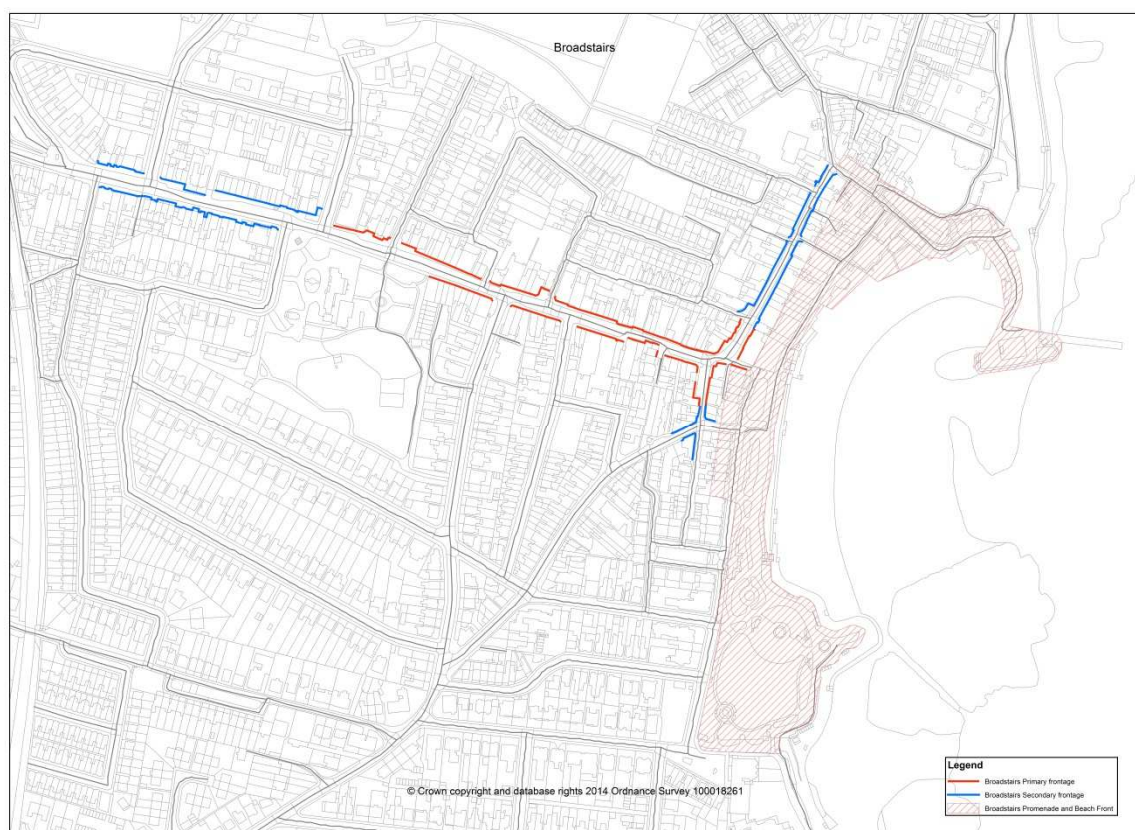 Broadstairs
Legend
Broadstairs Primary frontage
Broadstairs Secondary frontage
Broadstairs Promenade and Beach Front
© Crown copyright and database rights 2014 Ordnance Survey 100018261